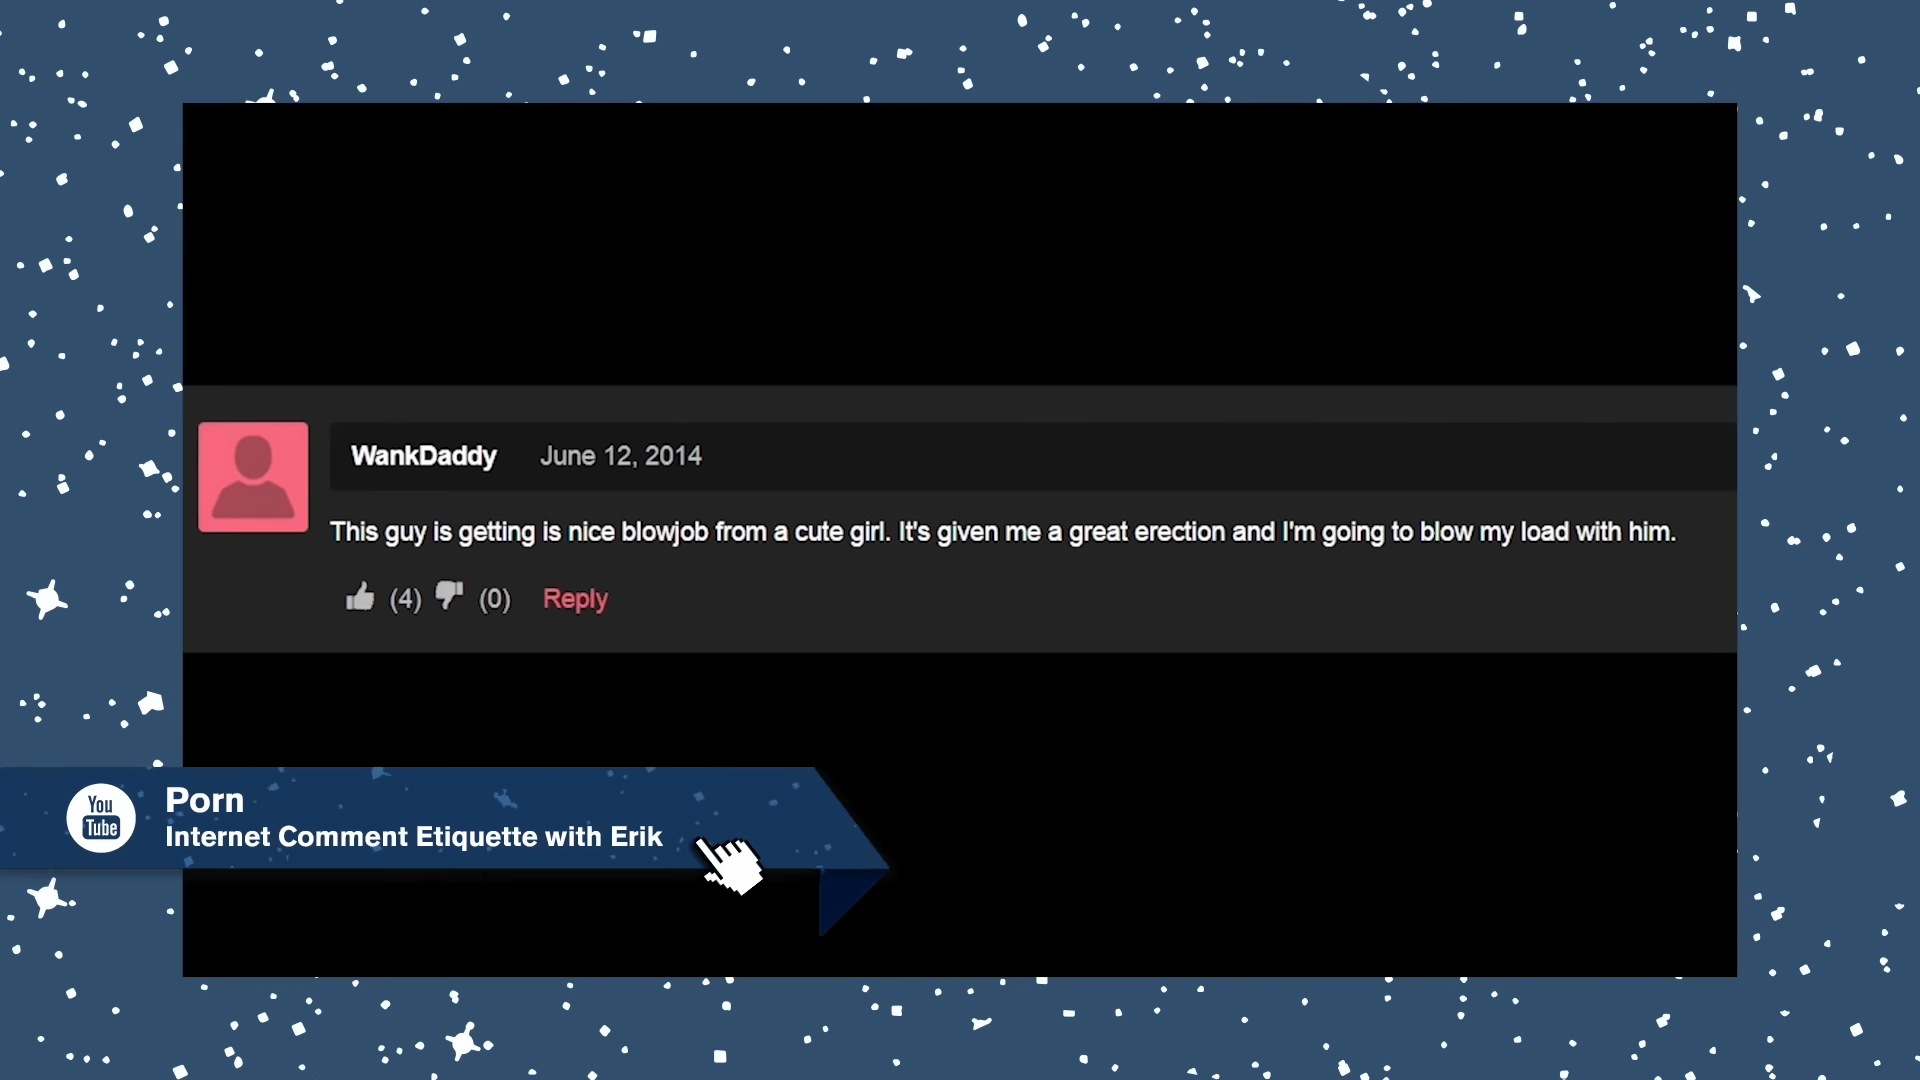 WankDaddy June 12, 2014
This guy is getting is nice blowjob from a cute girl. It's given me a great erection and I'm going to blow my load with him.
(4) (0) Reply
You
Tube
Porn
Internet Comment Etiquette with Erik